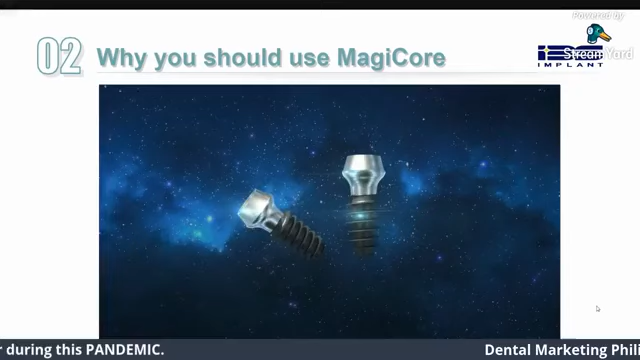 Powered by
StreamYard
02 Why you should use MagiCore
IMPLANT
r during this PANDEMIC.
Dental Marketing Phili